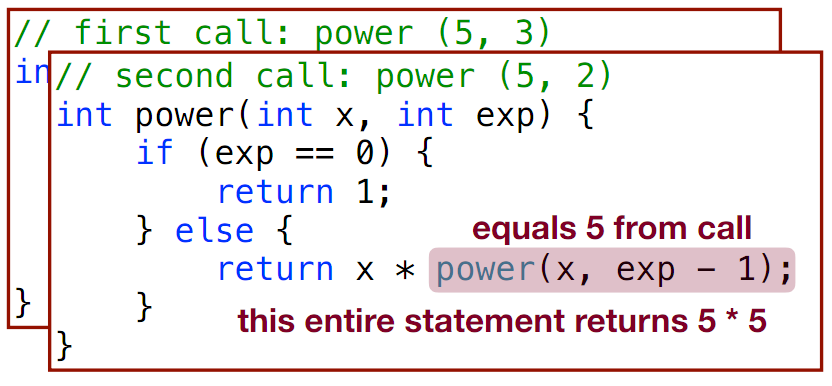 // first call: power (5, 3)
in
// second call: power (5, 2)
int power(int x, int exp) {
if (exp == 0) {
return 1;
} else {
equals 5 from call
return x * power(x, exp - 1);
}
this entire statement returns 5 * 5
}
}